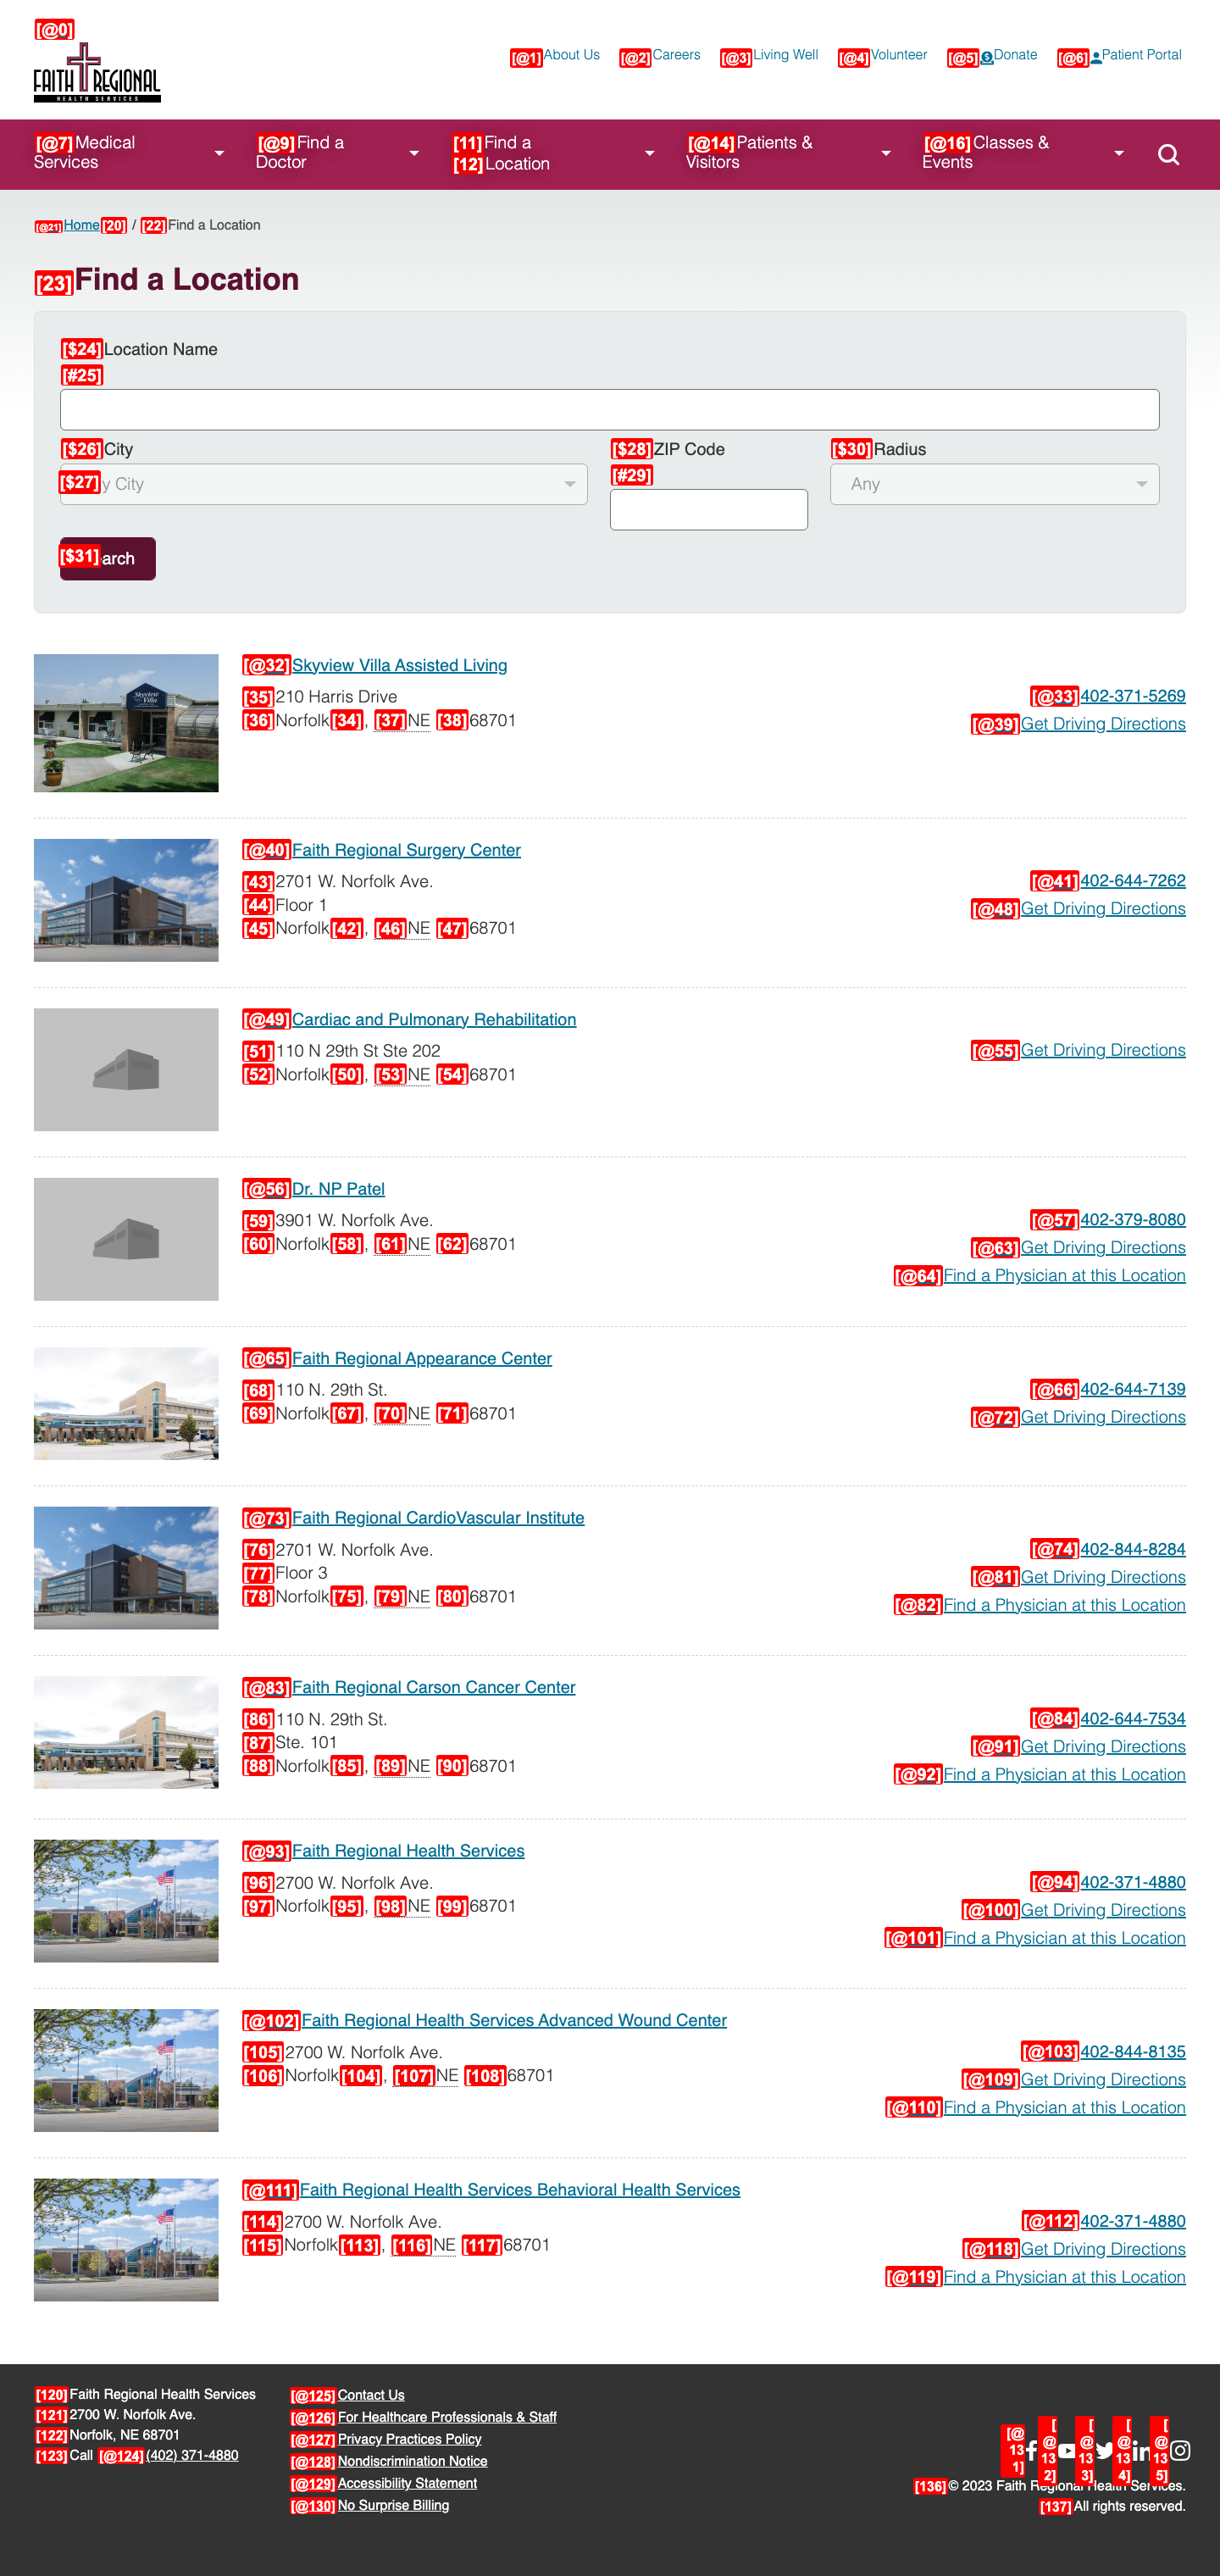 [@0]
FAITH REGIONAL
HEALTH SERVICES
[@1]About Us [@2]Careers [@3]Living Well [@4]Volunteer [@5]Donate [@6]Patient Portal
[@7]Medical Services [@9]Find a Doctor [11]Find a [12]Location [@14]Patients & Visitors [@16]Classes & Events
[@21]Home[20] / [22]Find a Location
[23]Find a Location
[$24]Location Name
[#25]
[$26]City [$28]ZIP Code [$30]Radius
[$27]y City [#29] Any
[$31]arch
[@32]Skyview Villa Assisted Living
[35]210 Harris Drive [@33]402-371-5269
[36]Norfolk[34], [37]NE [38]68701 [@39]Get Driving Directions
[@40]Faith Regional Surgery Center
[43]2701 W. Norfolk Ave. [@41]402-644-7262
[44]Floor 1 [@48]Get Driving Directions
[45]Norfolk[42], [46]NE [47]68701
[@49]Cardiac and Pulmonary Rehabilitation
[51]110 N 29th St Ste 202 [@55]Get Driving Directions
[52]Norfolk[50], [53]NE [54]68701
[@56]Dr. NP Patel
[59]3901 W. Norfolk Ave. [@57]402-379-8080
[60]Norfolk[58], [61]NE [62]68701 [@63]Get Driving Directions
[@64]Find a Physician at this Location
[@65]Faith Regional Appearance Center
[68]110 N. 29th St. [@66]402-644-7139
[69]Norfolk[67], [70]NE [71]68701 [@72]Get Driving Directions
[@73]Faith Regional CardioVascular Institute
[76]2701 W. Norfolk Ave. [@74]402-844-8284
[77]Floor 3 [@81]Get Driving Directions
[78]Norfolk[75], [79]NE [80]68701 [@82]Find a Physician at this Location
[@83]Faith Regional Carson Cancer Center
[86]110 N. 29th St. [@84]402-644-7534
[87]Ste. 101 [@91]Get Driving Directions
[88]Norfolk[85], [89]NE [90]68701 [@92]Find a Physician at this Location
[@93]Faith Regional Health Services
[96]2700 W. Norfolk Ave. [@94]402-371-4880
[97]Norfolk[95], [98]NE [99]68701 [@100]Get Driving Directions
[@101]Find a Physician at this Location
[@102]Faith Regional Health Services Advanced Wound Center
[105]2700 W. Norfolk Ave. [@103]402-844-8135
[106]Norfolk[104], [107]NE [108]68701 [@109]Get Driving Directions
[@110]Find a Physician at this Location
[@111]Faith Regional Health Services Behavioral Health Services
[114]2700 W. Norfolk Ave. [@112]402-371-4880
[115]Norfolk[113], [116]NE [117]68701 [@118]Get Driving Directions
[@119]Find a Physician at this Location
[120]Faith Regional Health Services
[121]2700 W. Norfolk Ave.
[122]Norfolk, NE 68701
[123]Call [@124](402) 371-4880
[@125]Contact Us
[@126]For Healthcare Professionals & Staff
[@127]Privacy Practices Policy
[@128]Nondiscrimination Notice
[@129]Accessibility Statement
[@130]No Surprise Billing
[@131] [@132] [@133] [@134] [@135]
[136]© 2023 Faith Regional Health Services.
[137]All rights reserved.